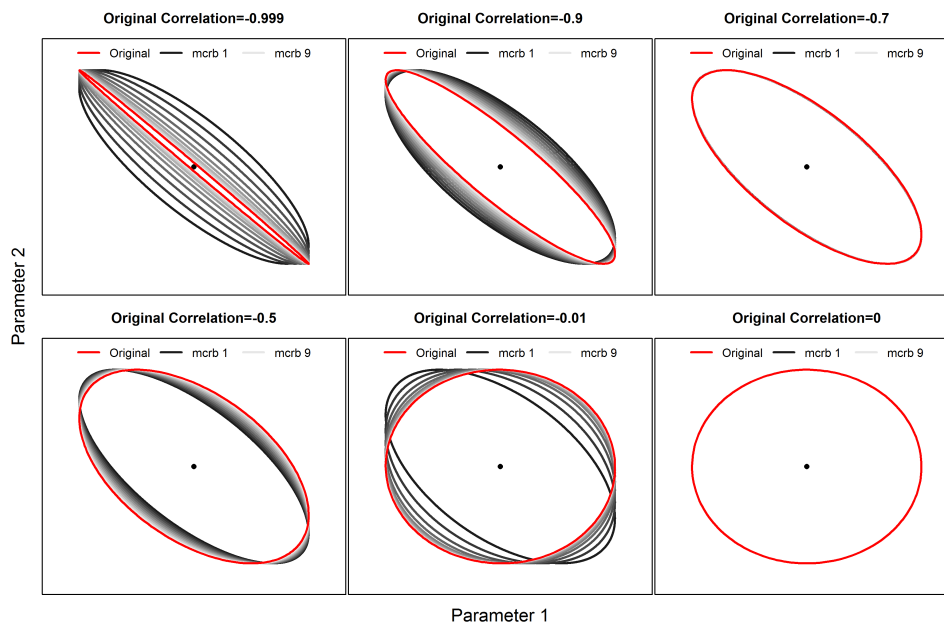 Original Correlation=-0.999
Original mcrb 1 mcrb 9
Original Correlation=-0.9
Original mcrb 1 mcrb 9
Original Correlation=-0.7
Original mcrb 1 mcrb 9
Original Correlation=-0.5
Original mcrb 1 mcrb 9
Original Correlation=-0.01
Original mcrb 1 mcrb 9
Original Correlation=0
Original mcrb 1 mcrb 9
Parameter 2
Parameter 1